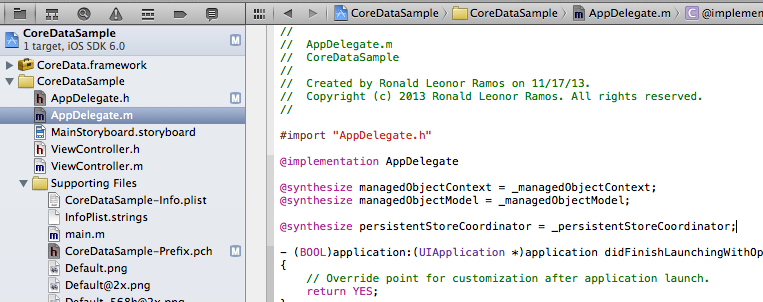 CoreDataSample
1 target, iOS SDK 6.0
M
CoreData.framework
CoreDataSample
h AppDelegate.h M
m AppDelegate.m
MainStoryboard.storyboard
h ViewController.h
m ViewController.m
Supporting Files
CoreDataSample-Info.plist
InfoPlist.strings
m main.m
h CoreDataSample-Prefix.pch M
Default.png
Default@2x.png
CoreDataSample CoreDataSample m AppDelegate.m C @implemen
//
// AppDelegate.m
// CoreDataSample
//
// Created by Ronald Leonor Ramos on 11/17/13.
// Copyright (c) 2013 Ronald Leonor Ramos. All rights reserved.
//
#import "AppDelegate.h"
@implementation AppDelegate
@synthesize managedObjectContext = _managedObjectContext;
@synthesize managedObjectModel = _managedObjectModel;
@synthesize persistentStoreCoordinator = _persistentStoreCoordinator;
- (BOOL)application:(UIApplication *)application didFinishLaunchingWithOp
{
// Override point for customization after application launch.
return YES;